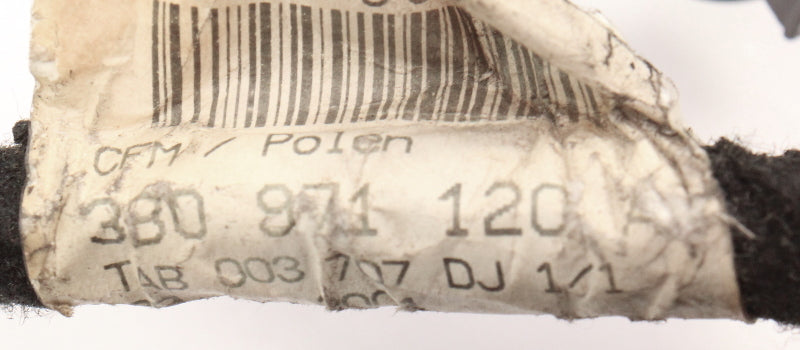 CFM / Polen
3B0 971 120
TAB 003 707 DJ 1/1